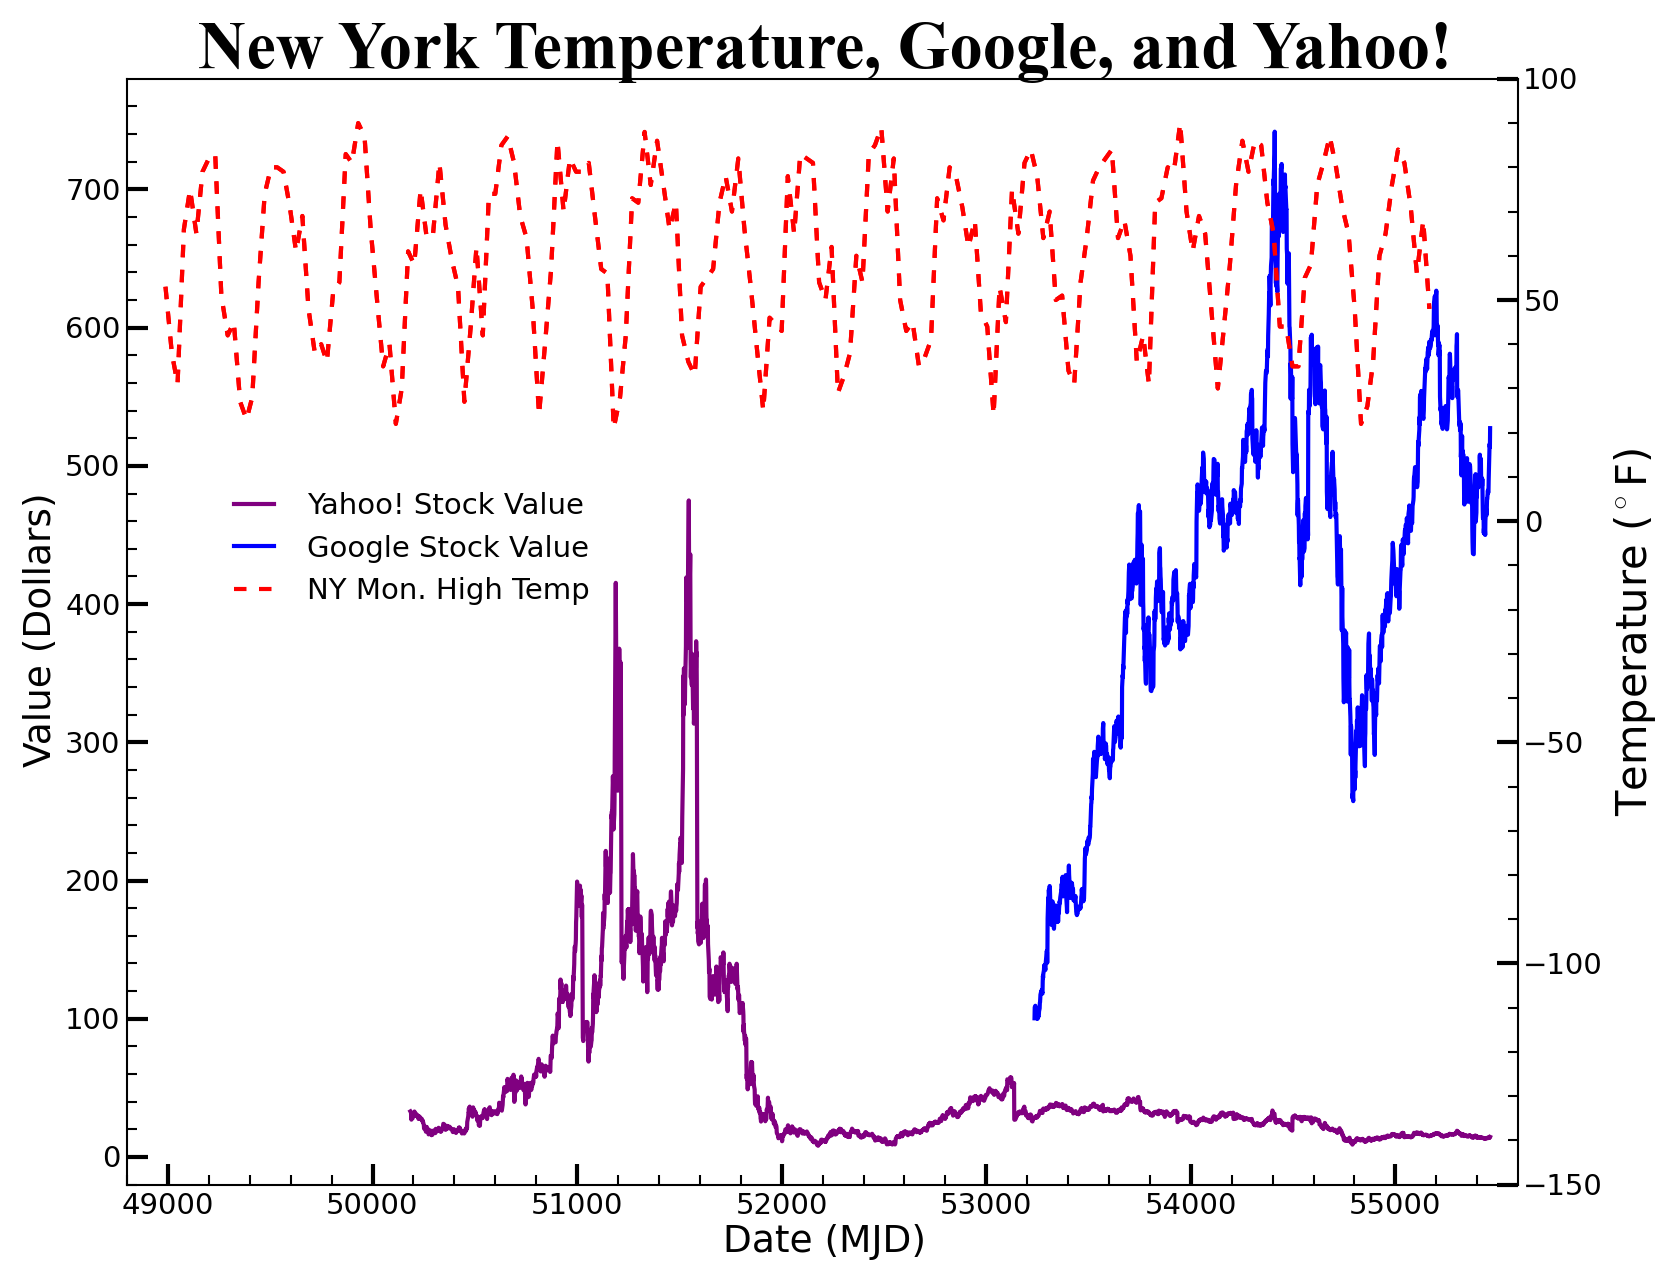 New York Temperature, Google, and Yahoo!
100
700
50
600
500
0
Yahoo! Stock Value
Google Stock Value
NY Mon. High Temp
400
Value (Dollars)
Temperature (°F)
300
−50
200
−100
100
0
−150
49000 50000 51000 52000 53000 54000 55000
Date (MJD)